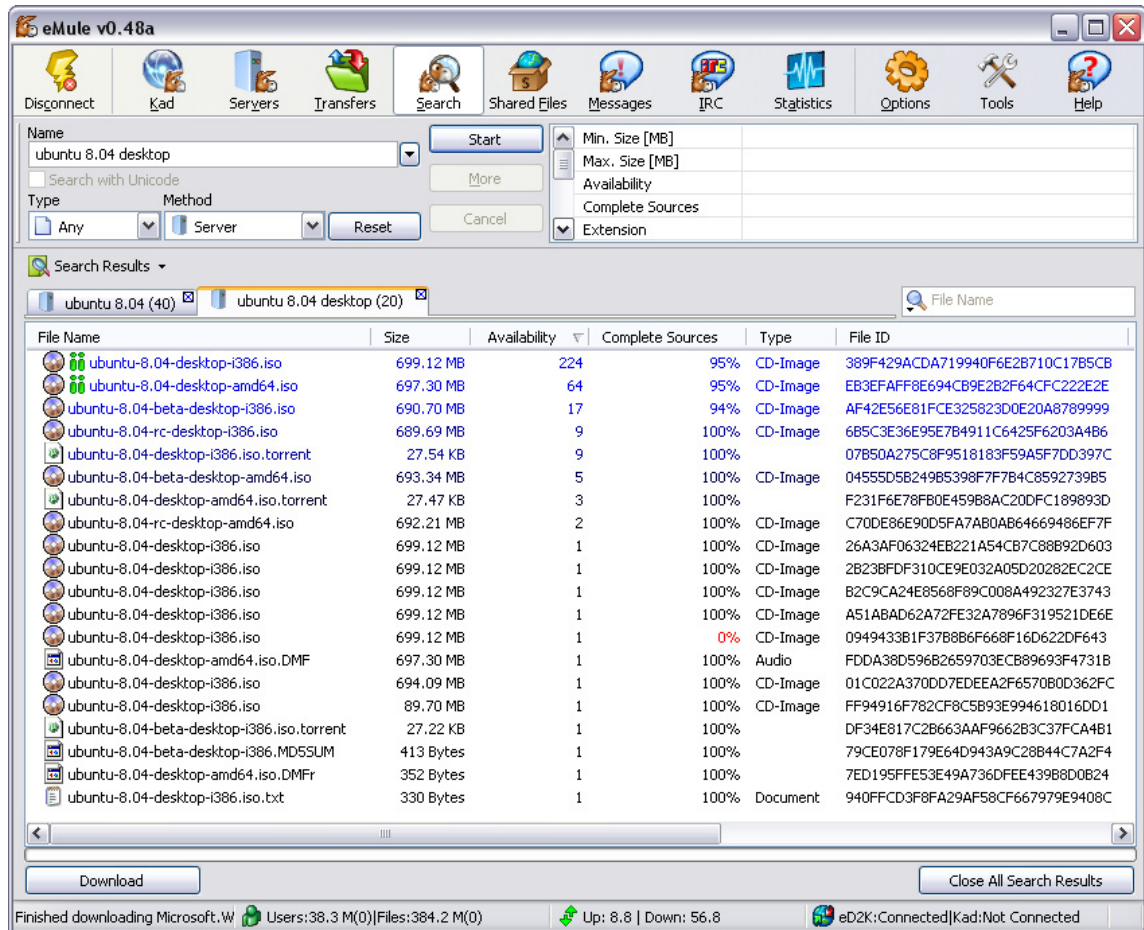 eMule v0.48a
Disconnect Kad Servers Transfers Search Shared Files Messages IRC Statistics Options Tools Help
Name
ubuntu 8.04 desktop
Search with Unicode
Type Method
Any Server Reset
Start
More
Cancel
Min. Size [MB]
Max. Size [MB]
Availability
Complete Sources
Extension
Search Results
ubuntu 8.04 (40) ubuntu 8.04 desktop (20) File Name
File Name Size Availability Complete Sources Type File ID
ubuntu-8.04-desktop-i386.iso 699.12 MB 224 95% CD-Image 389F429ACDA719940F6E2B710C17B5CB
ubuntu-8.04-desktop-amd64.iso 697.30 MB 64 95% CD-Image EB3EFAFF8E694CB9E2B2F64CFC222E2E
ubuntu-8.04-beta-desktop-i386.iso 690.70 MB 17 94% CD-Image AF42E56E81FCE325823D0E20A8789999
ubuntu-8.04-rc-desktop-i386.iso 689.69 MB 9 100% CD-Image 6B5C3E36E95E7B4911C6425F6203A4B6
ubuntu-8.04-desktop-i386.iso.torrent 27.54 KB 9 100% 07B50A275C8F9518183F59A5F7DD397C
ubuntu-8.04-beta-desktop-amd64.iso 693.34 MB 5 100% CD-Image 04555D5B249B5398F7F7B4C8592739B5
ubuntu-8.04-desktop-amd64.iso.torrent 27.47 KB 3 100% F231F6E78FB0E459B8AC20DFC189893D
ubuntu-8.04-rc-desktop-amd64.iso 692.21 MB 2 100% CD-Image C70DE86E90D5FA7AB0AB64669486EF7F
ubuntu-8.04-desktop-i386.iso 699.12 MB 1 100% CD-Image 26A3AF06324EB221A54CB7C88B92D603
ubuntu-8.04-desktop-i386.iso 699.12 MB 1 100% CD-Image 2B23BFDF310CE9E032A05D20282EC2CE
ubuntu-8.04-desktop-i386.iso 699.12 MB 1 100% CD-Image B2C9CA24E8568F89C008A492327E3743
ubuntu-8.04-desktop-i386.iso 699.12 MB 1 100% CD-Image A51ABAD62A72FE32A7896F319521DE6E
ubuntu-8.04-desktop-i386.iso 699.12 MB 1 0% CD-Image 0949433B1F37B8B6F668F16D622DF643
ubuntu-8.04-desktop-amd64.iso.DMF 697.30 MB 1 100% Audio FDDA38D596B2659703ECB89693F4731B
ubuntu-8.04-desktop-i386.iso 694.09 MB 1 100% CD-Image 01C022A370DD7EDEEA2F6570B0D362FC
ubuntu-8.04-desktop-i386.iso 89.70 MB 1 100% CD-Image FF94916F782CF8C5B93E994618016DD1
ubuntu-8.04-beta-desktop-i386.iso.torrent 27.22 KB 1 100% DF34E817C2B663AAF9662B3C37FCA4B1
ubuntu-8.04-beta-desktop-i386.MD5SUM 413 Bytes 1 100% 79CE078F179E64D943A9C28B44C7A2F4
ubuntu-8.04-desktop-amd64.iso.DMFr 352 Bytes 1 100% 7ED195FFE53E49A736DFEE439B8D0B24
ubuntu-8.04-desktop-i386.iso.txt 330 Bytes 1 100% Document 940FFCD3F8FA29AF58CF667979E9408C
Download Close All Search Results
Finished downloading Microsoft.W Users:38.3 M(0)|Files:384.2 M(0) Up: 8.8 | Down: 56.8 eD2K:Connected|Kad:Not Connected